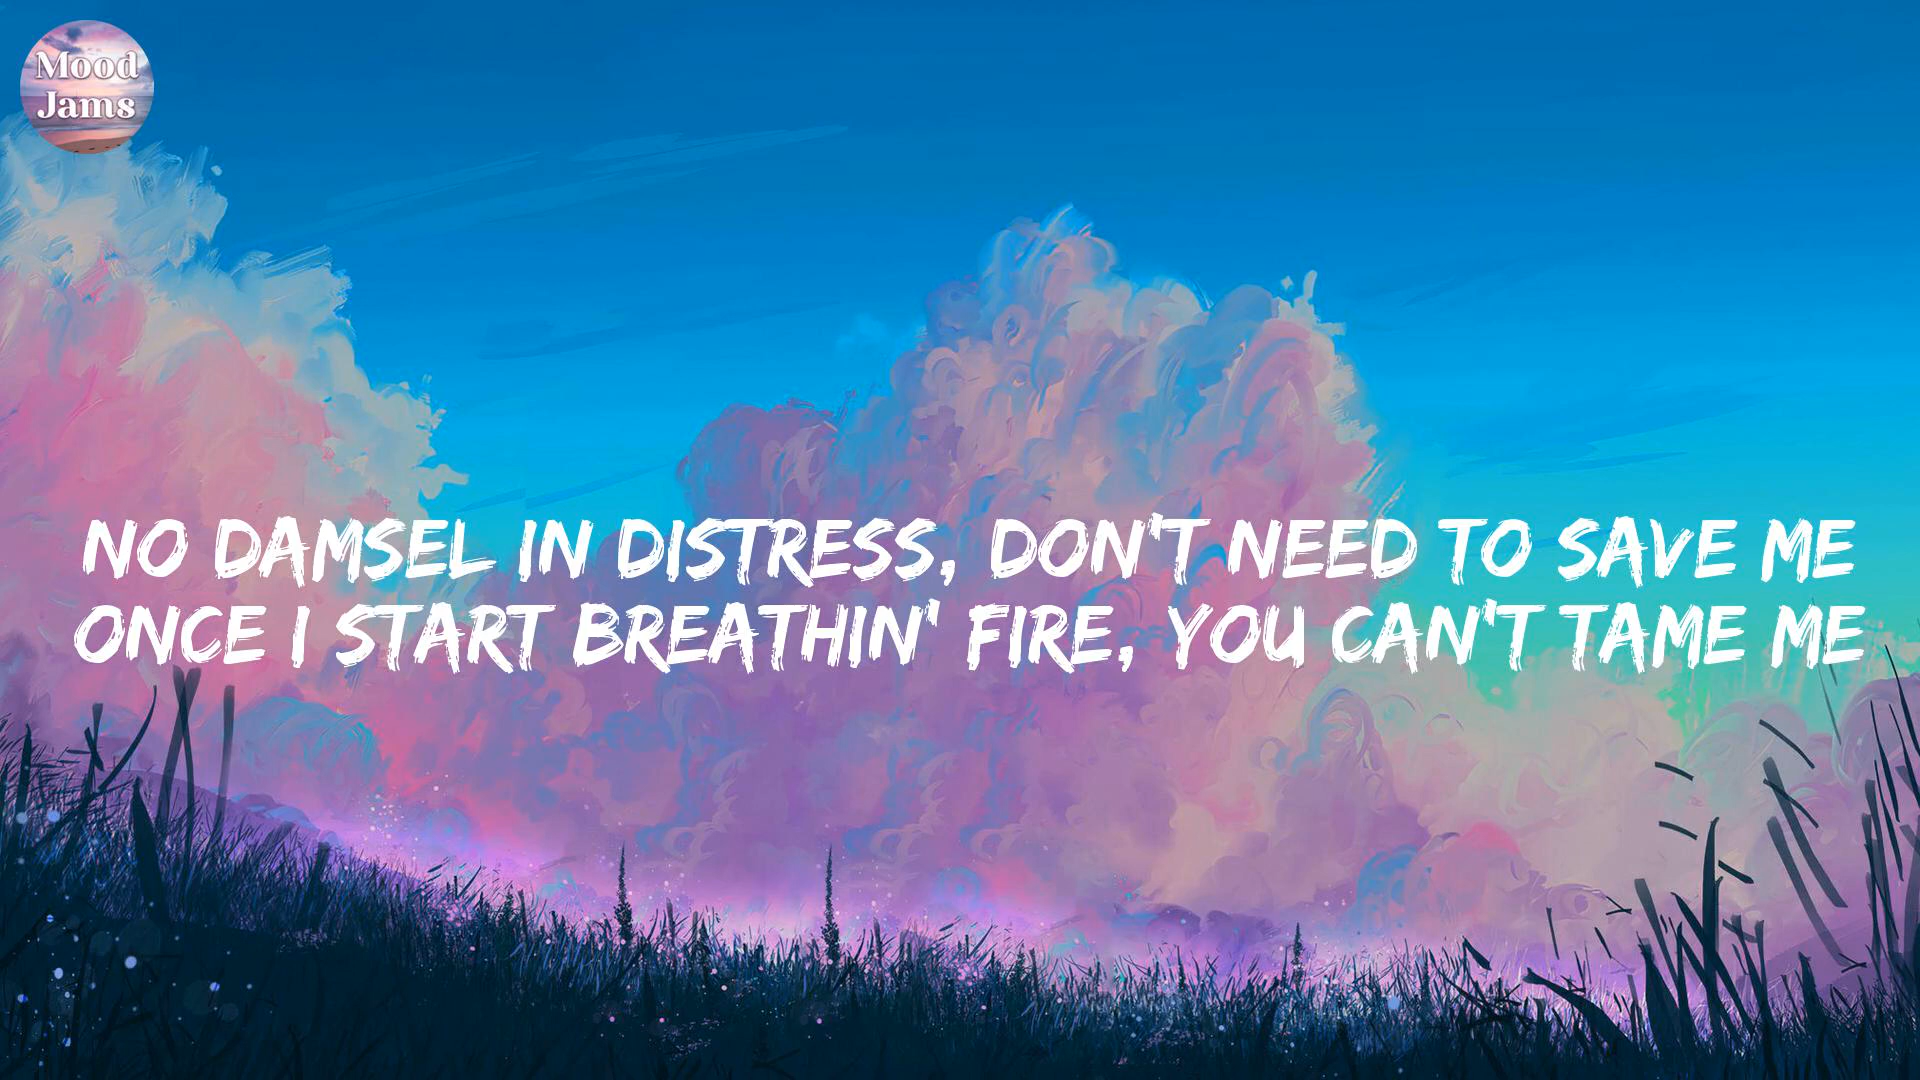 Mood
Jams
NO DAMSEL IN DISTRESS, DON'T NEED TO SAVE ME
ONCE I START BREATHIN' FIRE, YOU CAN'T TAME ME